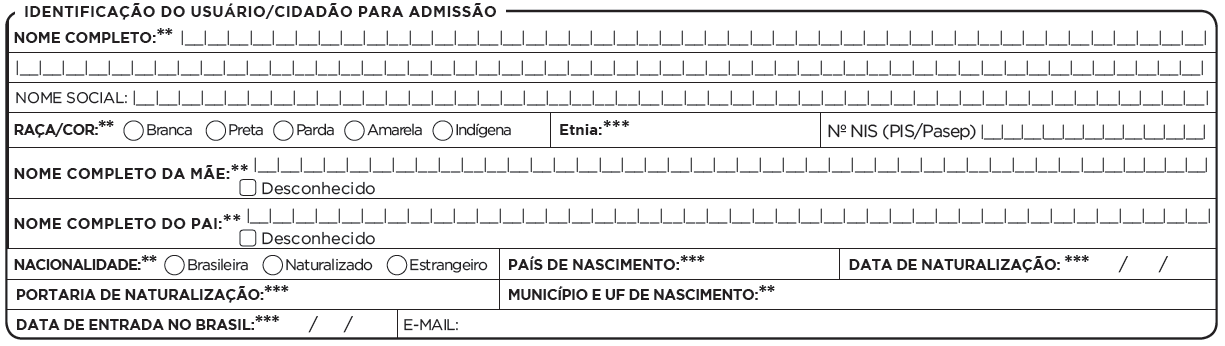 IDENTIFICAÇÃO DO USUÁRIO/CIDADÃO PARA ADMISSÃO
NOME COMPLETO:**
NOME SOCIAL:
RAÇA/COR:** Branca Preta Parda Amarela Indígena Etnia:*** Nº NIS (PIS/Pasep)
NOME COMPLETO DA MÃE:**
Desconhecido
NOME COMPLETO DO PAI:**
Desconhecido
NACIONALIDADE:** Brasileira Naturalizado Estrangeiro PAÍS DE NASCIMENTO:*** DATA DE NATURALIZAÇÃO: *** / /
PORTARIA DE NATURALIZAÇÃO:*** MUNICÍPIO E UF DE NASCIMENTO:**
DATA DE ENTRADA NO BRASIL:*** / / E-MAIL: